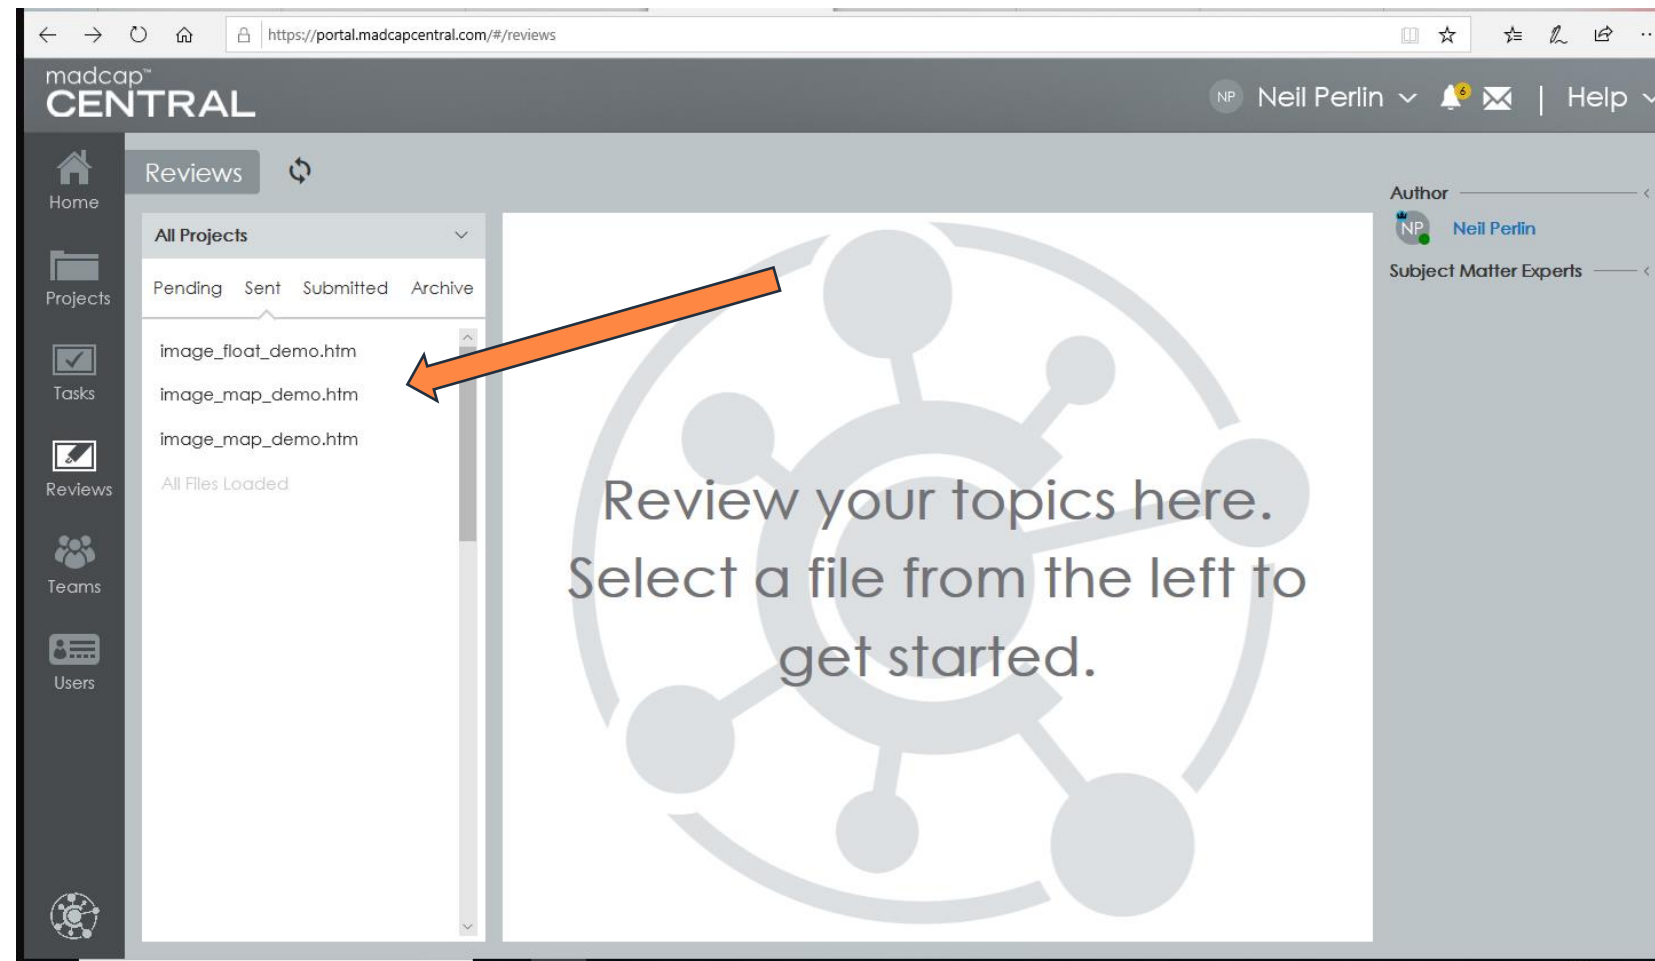 https://portal.madcapcentral.com/#/reviews
madcap™
CENTRAL
NP Neil Perlin 6 | Help
Home
Projects
Tasks
Reviews
Teams
Users
Reviews
All Projects
Pending Sent Submitted Archive
image_float_demo.htm
image_map_demo.htm
image_map_demo.htm
All Files Loaded
Review your topics here.
Select a file from the left to
get started.
Author
NP Neil Perlin
Subject Matter Experts